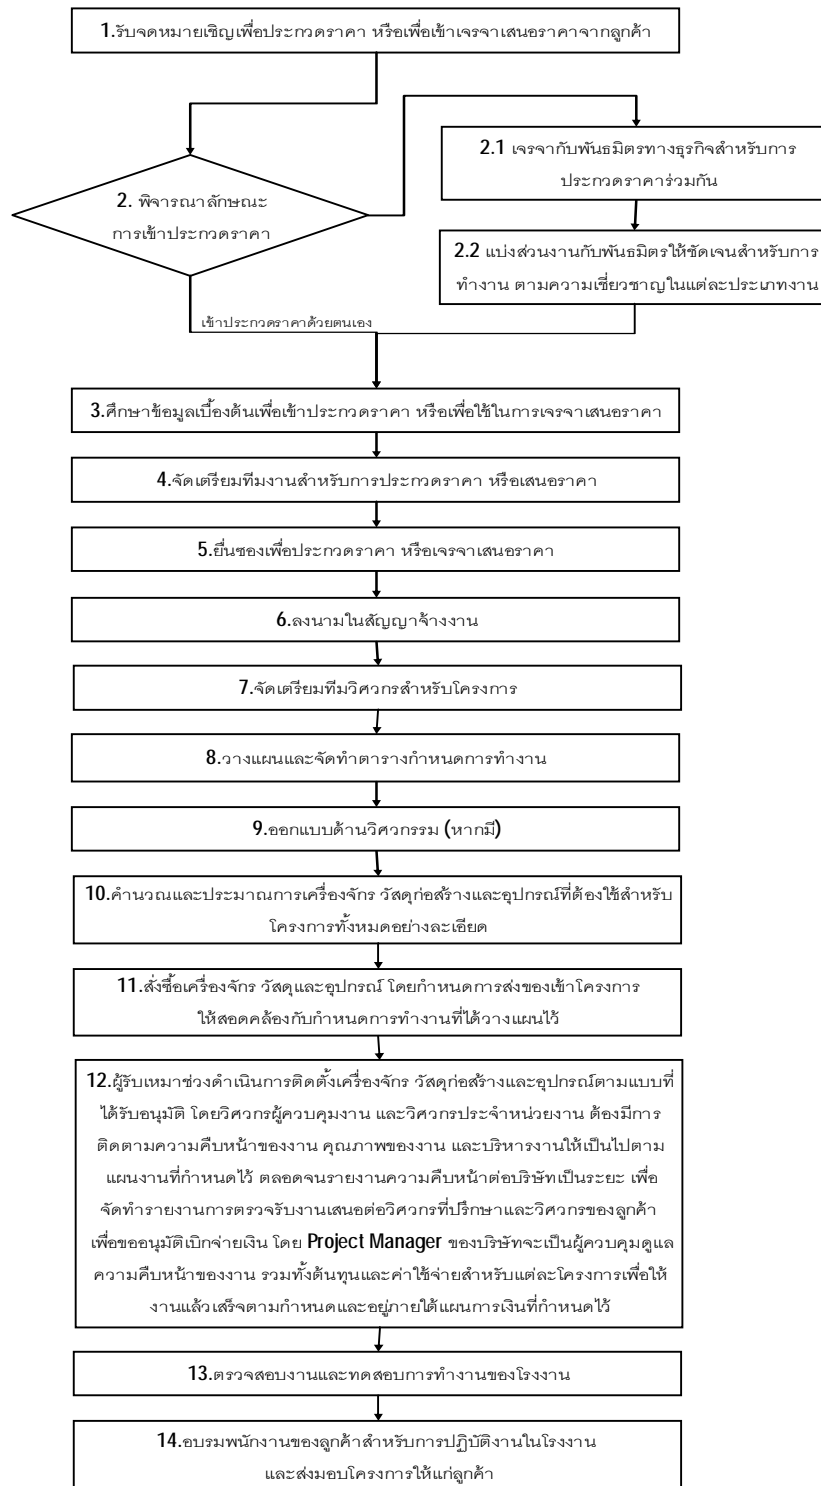 1.รับจดหมายเชิญเพื่อประกวดราคา หรือเพื่อเข้าเจรจาเสนอราคาจากลูกค้า
2. พิจารณาลักษณะ
การเข้าประกวดราคา
2.1 เจรจากับพันธมิตรทางธุรกิจสำหรับการ
ประกวดราคาร่วมกัน
2.2 แบ่งส่วนงานกับพันธมิตรให้ชัดเจนสำหรับการ
ทำงาน ตามความเชี่ยวชาญในแต่ละประเภทงาน
เข้าประกวดราคาด้วยตนเอง
3.ศึกษาข้อมูลเบื้องต้นเพื่อเข้าประกวดราคา หรือเพื่อใช้ในการเจรจาเสนอราคา
4.จัดเตรียมทีมงานสำหรับการประกวดราคา หรือเสนอราคา
5.ยื่นซองเพื่อประกวดราคา หรือเจรจาเสนอราคา
6.ลงนามในสัญญาจ้างงาน
7.จัดเตรียมทีมวิศวกรสำหรับโครงการ
8.วางแผนและจัดทำตารางกำหนดการทำงาน
9.ออกแบบด้านวิศวกรรม (หากมี)
10.คำนวณและประมาณการเครื่องจักร วัสดุก่อสร้างและอุปกรณ์ที่ต้องใช้สำหรับ
โครงการทั้งหมดอย่างละเอียด
11.สั่งซื้อเครื่องจักร วัสดุและอุปกรณ์ โดยกำหนดการส่งของเข้าโครงการ
ให้สอดคล้องกับกำหนดการทำงานที่ได้วางแผนไว้
12.ผู้รับเหมาช่วงดำเนินการติดตั้งเครื่องจักร วัสดุก่อสร้างและอุปกรณ์ตามแบบที่
ได้รับอนุมัติ โดยวิศวกรผู้ควบคุมงาน และวิศวกรประจำหน่วยงาน ต้องมีการ
ติดตามความคืบหน้าของงาน คุณภาพของงาน และบริหารงานให้เป็นไปตาม
แผนงานที่กำหนดไว้ ตลอดจนรายงานความคืบหน้าต่อบริษัทเป็นระยะ เพื่อ
จัดทำรายงานการตรวจรับงานเสนอต่อวิศวกรที่ปรึกษาและวิศวกรของลูกค้า
เพื่อขออนุมัติเบิกจ่ายเงิน โดย Project Manager ของบริษัทจะเป็นผู้ควบคุมดูแล
ความคืบหน้าของงาน รวมทั้งต้นทุนและค่าใช้จ่ายสำหรับแต่ละโครงการเพื่อให้
งานแล้วเสร็จตามกำหนดและอยู่ภายใต้แผนการเงินที่กำหนดไว้
13.ตรวจสอบงานและทดสอบการทำงานของโรงงาน
14.อบรมพนักงานของลูกค้าสำหรับการปฏิบัติงานในโรงงาน
และส่งมอบโครงการให้แก่ลูกค้า